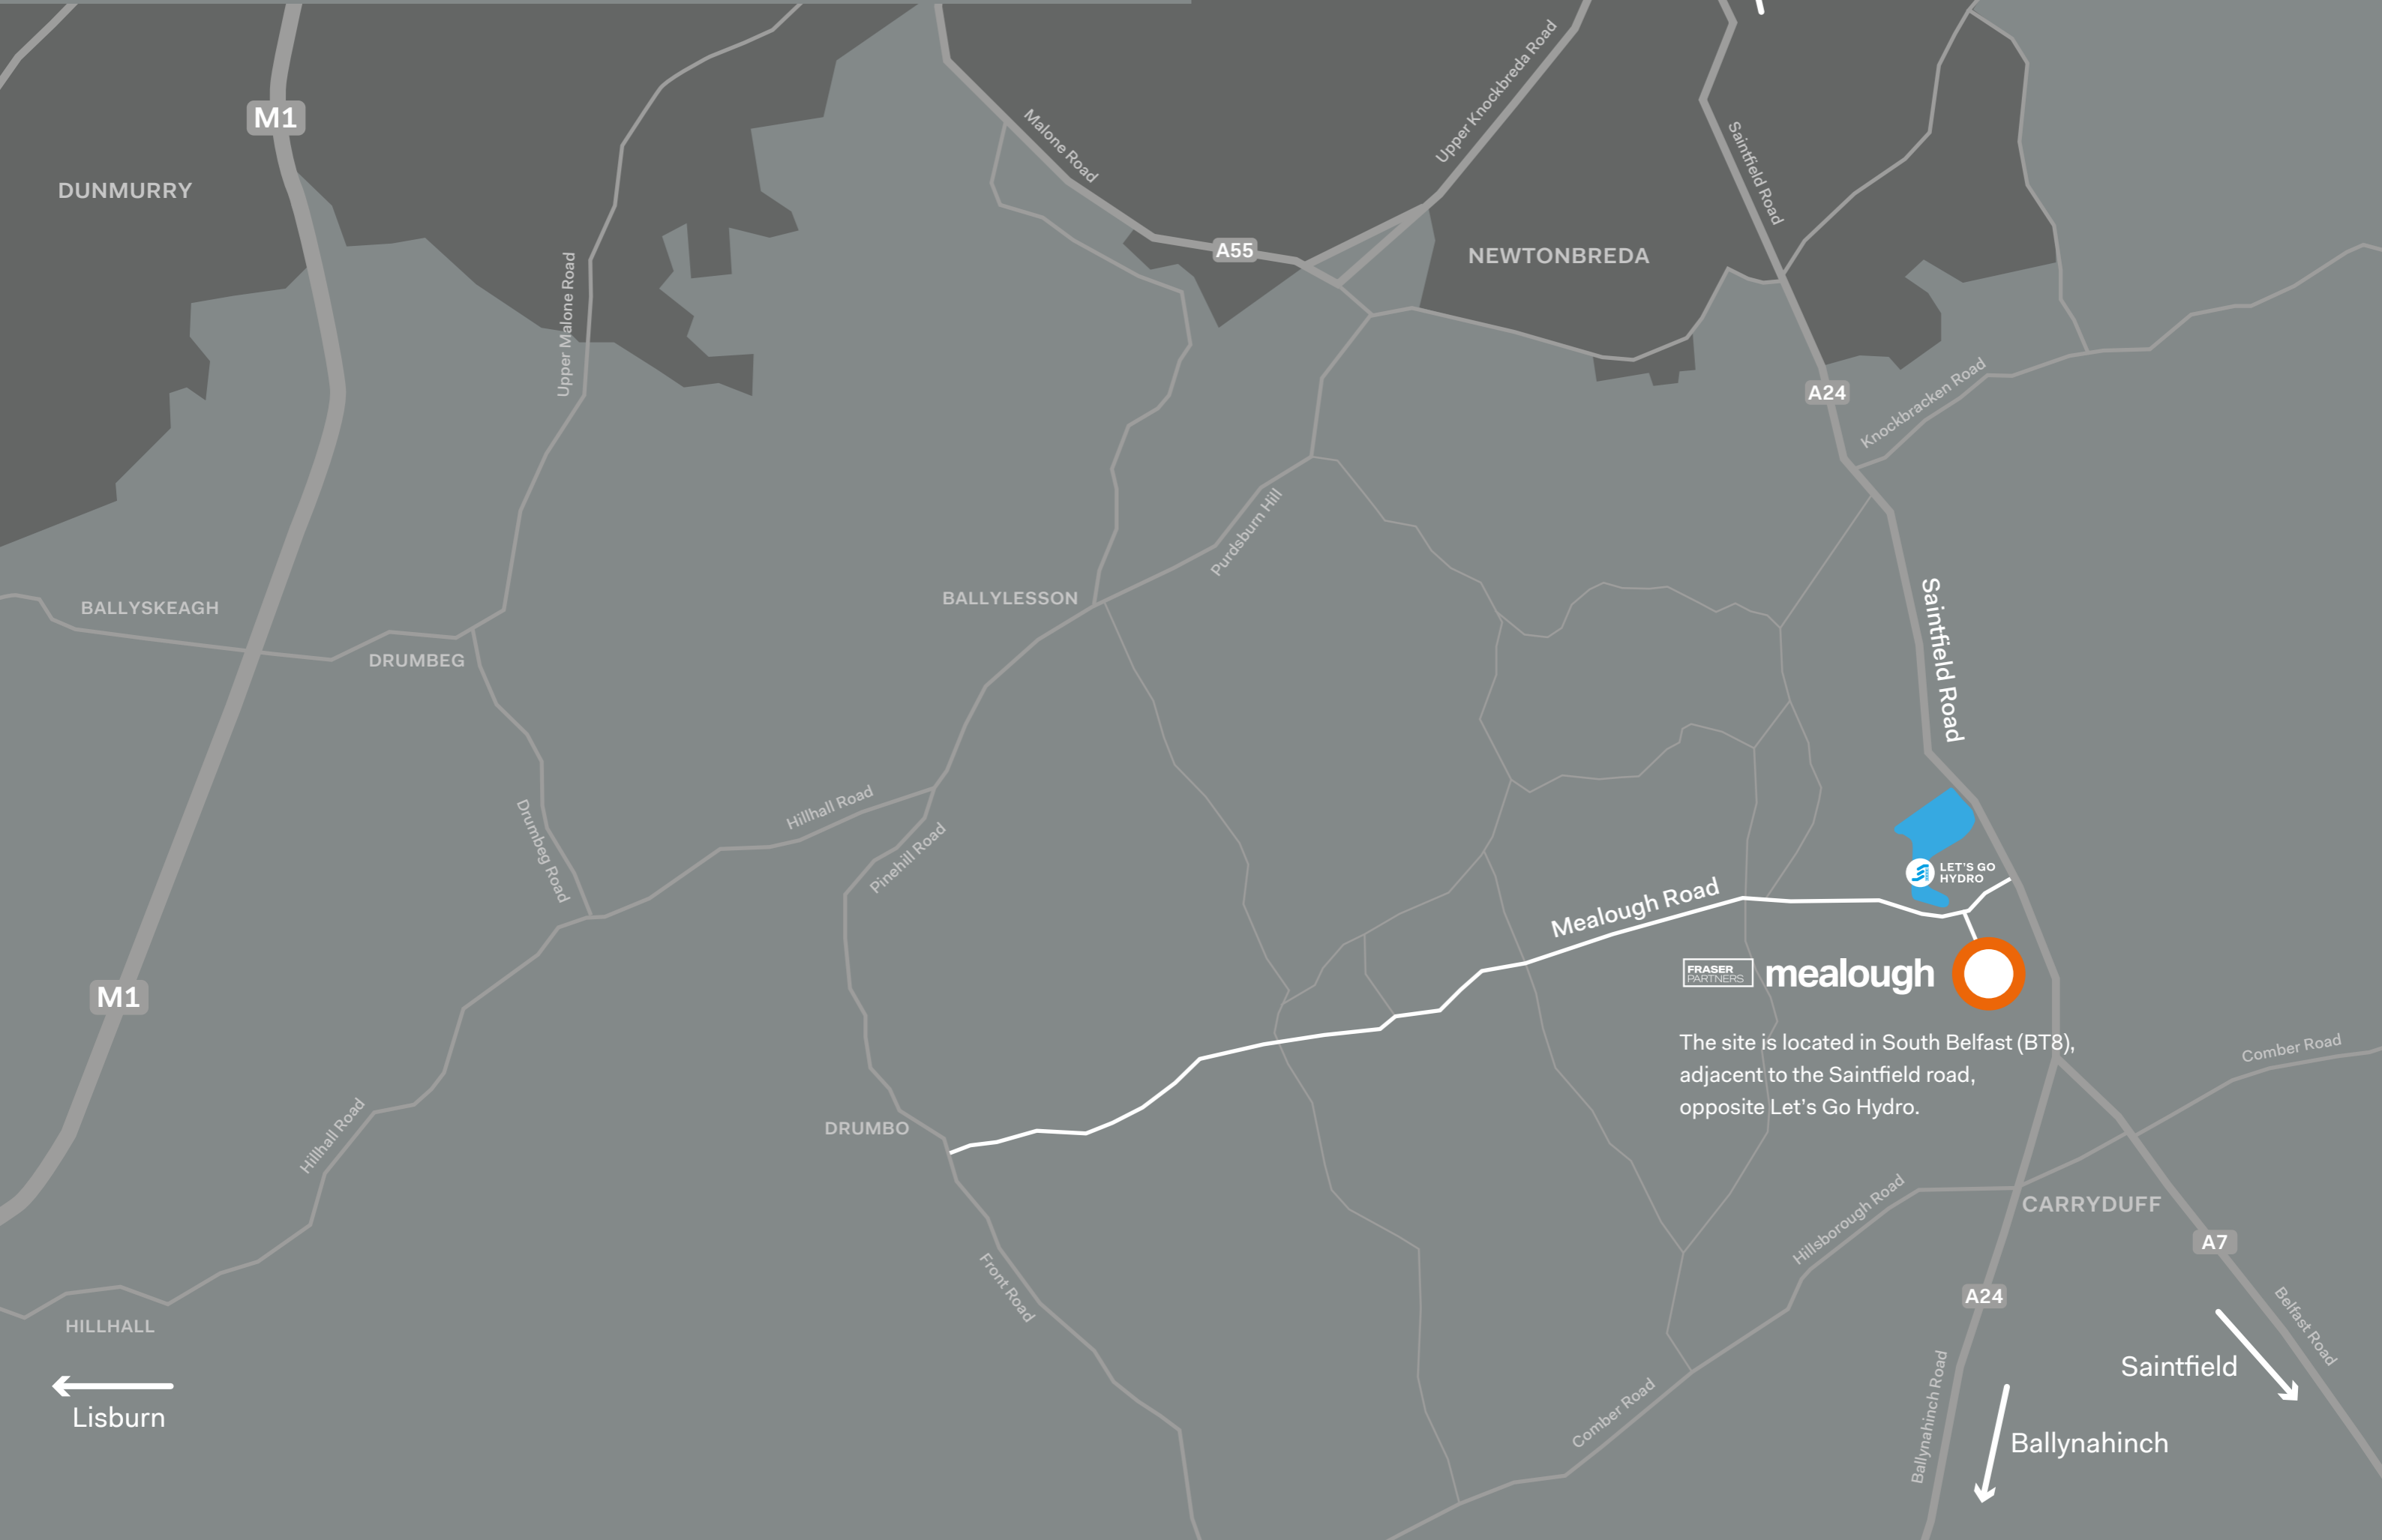 M1
DUNMURRY
Upper Malone Road
Malone Road
A55
Upper Knockbreda Road
NEWTONBREDA
Saintfield Road
A24
Knockbracken Road
Purdsburn Hill
BALLYLESSON
BALLYSKEAGH
DRUMBEG
Saintfield Road
Drumbeg Road
Hillhall Road
Pinehill Road
LET'S GO
HYDRO
Mealough Road
FRASER
PARTNERS
mealough
M1
The site is located in South Belfast (BT8),
adjacent to the Saintfield road,
opposite Let's Go Hydro.
Comber Road
Hillhall Road
DRUMBO
Hillsborough Road
CARRYDUFF
A7
Front Road
A24
Belfast Road
HILLHALL
Lisburn
Saintfield
Comber Road
Ballynahinch Road
Ballynahinch